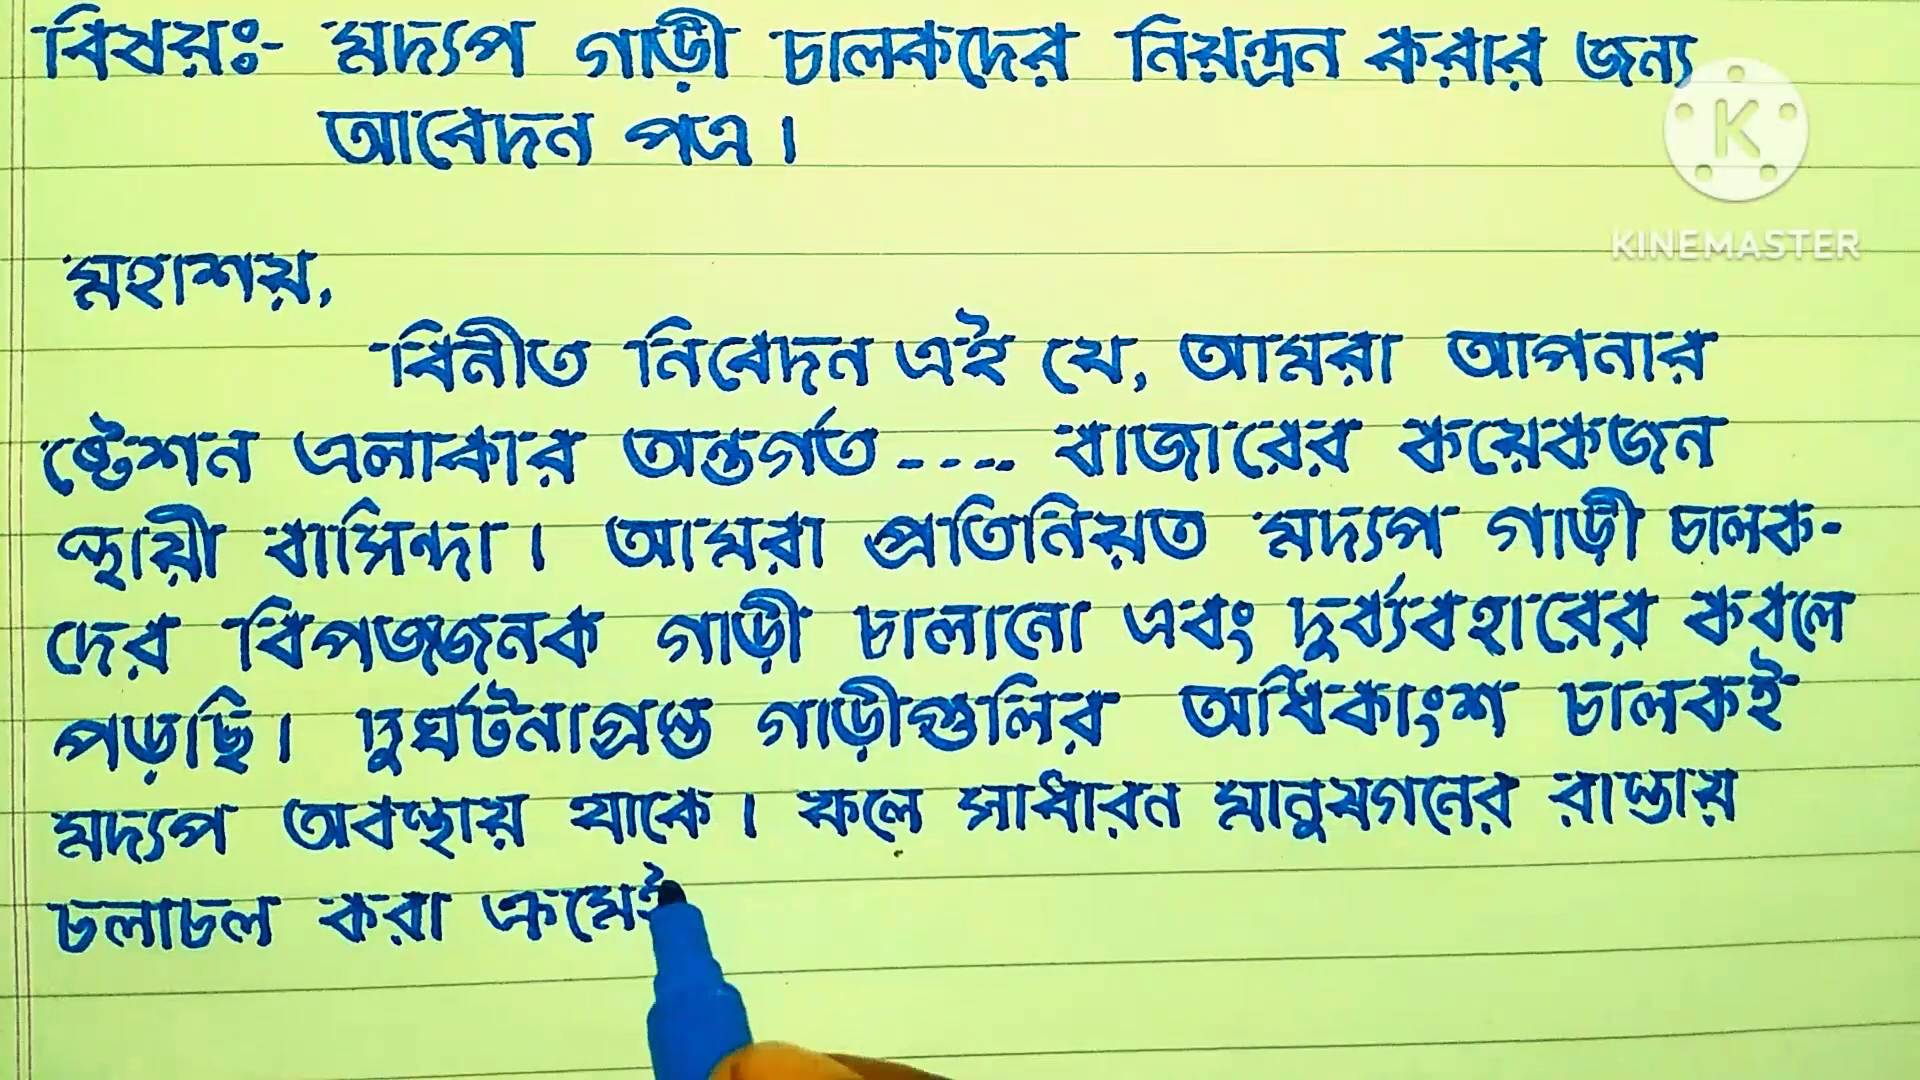 বিষয়ঃ- মদ্যপ গাড়ী চালকদের নিয়ন্ত্রন করার জন্য
আবেদন পত্র।
K
KINEMASTER
মহাশয়,
বিনীত নিবেদন এই যে, আমরা আপনার
ষ্টেশন এলাকার অন্তর্গত---- বাজারের কয়েকজন
স্থায়ী বাসিন্দা। আমরা প্রতিনিয়ত মদ্যপ গাড়ী চালক-
দের বিপজ্জনক গাড়ী চালানো এবং দুর্ব্যবহারের কবলে
পড়ছি। দুর্ঘটনাগ্রস্ত গাড়ীগুলির অধিকাংশ চালকই
মদ্যপ অবস্থায় থাকে। ফলে সাধারন মানুষগনের রাস্তায়
চলাচল করা ক্রমেই